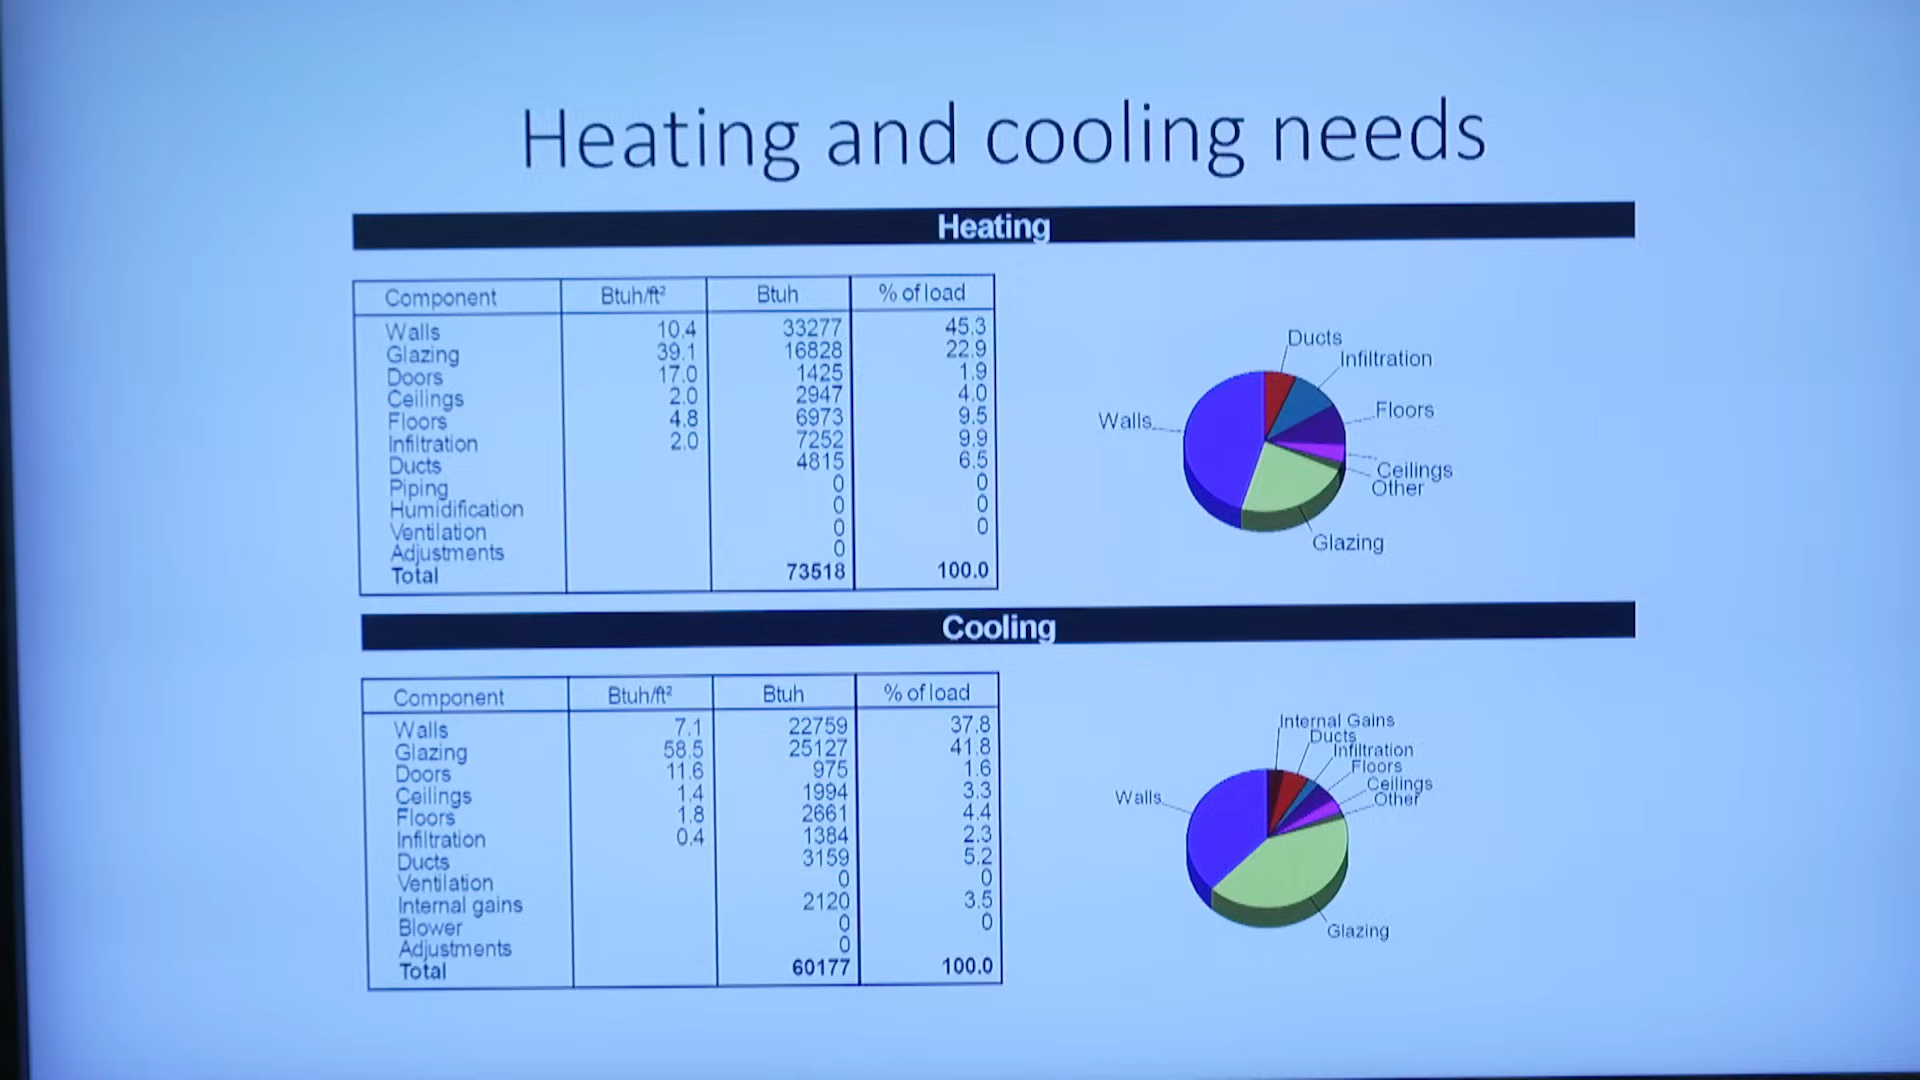 Heating and cooling needs
Heating
Component Btuh/ft² Btuh % of load
Walls 10.4 33277 45.3
Glazing 39.1 16828 22.9
Doors 17.0 1425 1.9
Ceilings 2.0 2947 4.0
Floors 4.8 6973 9.5
Infiltration 2.0 7252 9.9
Ducts 4815 6.5
Piping 0 0
Humidification 0 0
Ventilation 0 0
Adjustments 0
Total 73518 100.0
Ducts
Infiltration
Walls
Floors
Ceilings
Other
Glazing
Cooling
Component Btuh/ft² Btuh % of load
Walls 7.1 22759 37.8
Glazing 58.5 25127 41.8
Doors 11.6 975 1.6
Ceilings 1.4 1994 3.3
Floors 1.8 2661 4.4
Infiltration 0.4 1384 2.3
Ducts 3159 5.2
Ventilation 0 0
Internal gains 2120 3.5
Blower 0 0
Adjustments 0
Total 60177 100.0
Internal Gains
Ducts
Infiltration
Floors
Ceilings
Other
Walls
Glazing